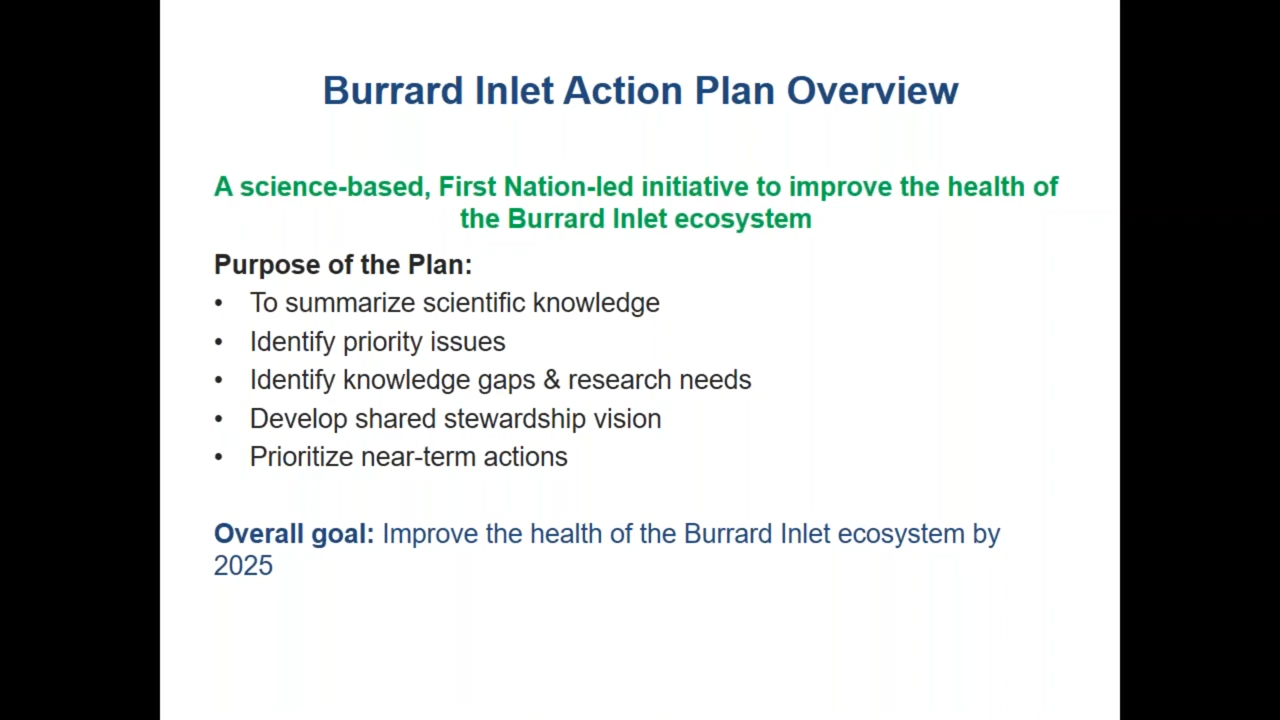 Burrard Inlet Action Plan Overview
A science-based, First Nation-led initiative to improve the health of
the Burrard Inlet ecosystem
Purpose of the Plan:
• To summarize scientific knowledge
• Identify priority issues
• Identify knowledge gaps & research needs
• Develop shared stewardship vision
• Prioritize near-term actions
Overall goal: Improve the health of the Burrard Inlet ecosystem by
2025